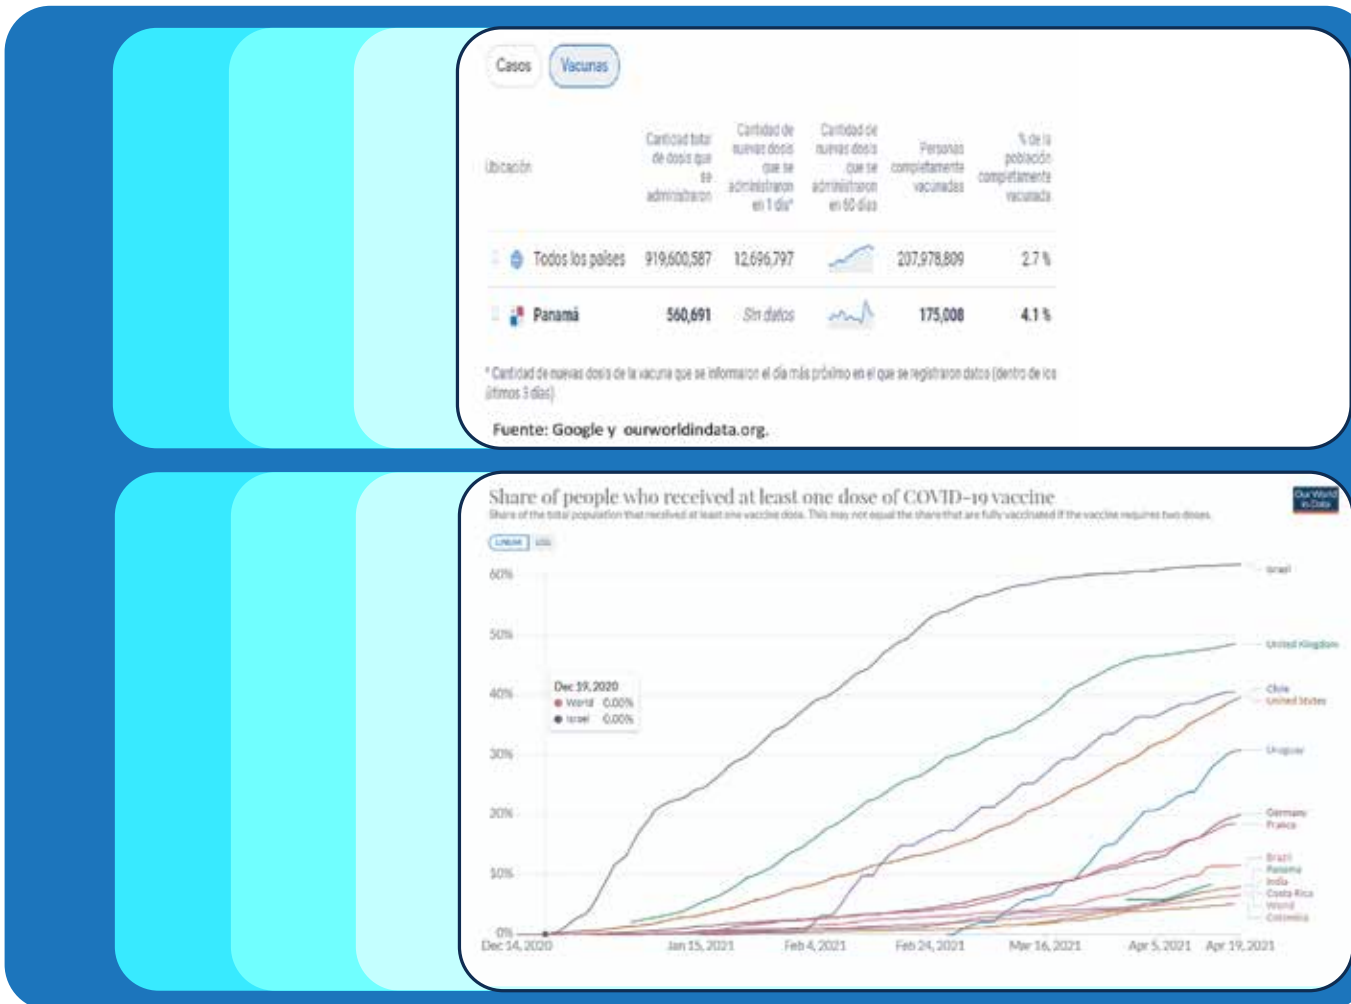 Casos Vacunas
Ubicación
Cantidad total
de dosis que
se
administraron
Cantidad de
nuevas dosis
que se
administraron
en 1 día*
Cantidad de
nuevas dosis
que se
administraron
en 60 días
Personas
completamente
vacunadas
% de la
población
completamente
vacunada
Todos los países 919,600,587 12,696,797 207,978,809 2.7 %
Panamá 560,691 Sin datos 175,008 4.1 %
* Cantidad de nuevas dosis de la vacuna que se informaron el día más próximo en el que se registraron datos (dentro de los
últimos 3 días)
Fuente: Google y ourworldindata.org.
Share of people who received at least one dose of COVID-19 vaccine
Share of the total population that received at least one vaccine dose. This may not equal the share that are fully vaccinated if the vaccine requires two doses.
Our World
in Data
LINEAR LOG
60%
50%
40%
30%
20%
10%
0%
Dec 19, 2020
World 0.00%
Israel 0.00%
Israel
United Kingdom
Chile
United States
Uruguay
Germany
France
Brazil
Panama
India
Costa Rica
World
Colombia
Dec 14, 2020 Jan 15, 2021 Feb 4, 2021 Feb 24, 2021 Mar 16, 2021 Apr 5, 2021 Apr 19, 2021